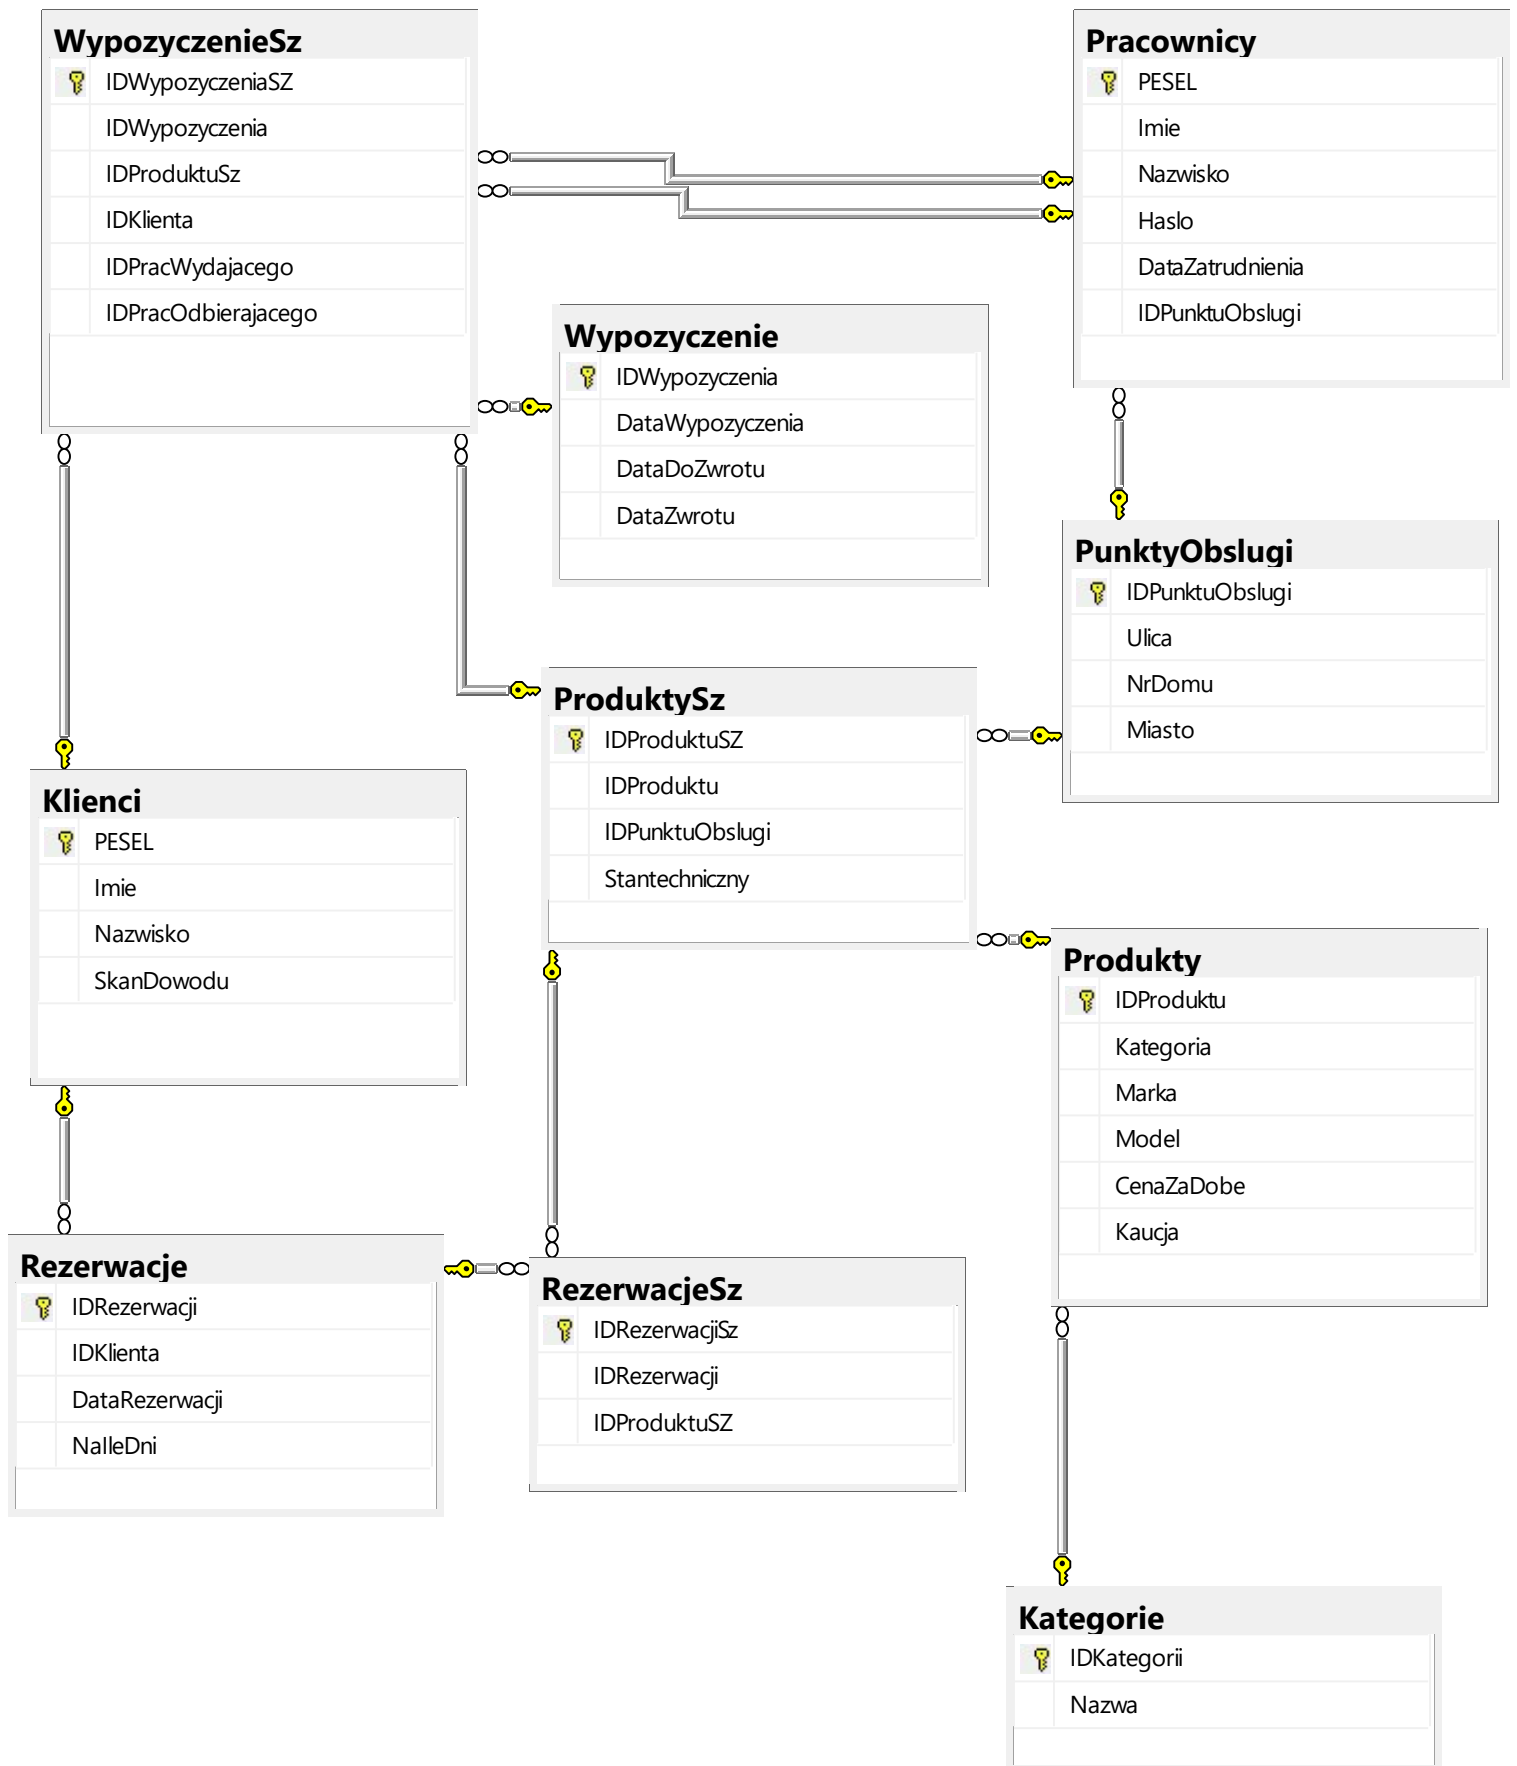 WypozyczenieSz
IDWypozyczeniaSZ
IDWypozyczenia
IDProduktuSz
IDKlienta
IDPracWydajacego
IDPracOdbierajacego
Pracownicy
PESEL
Imie
Nazwisko
Haslo
DataZatrudnienia
IDPunktuObslugi
Wypozyczenie
IDWypozyczenia
DataWypozyczenia
DataDoZwrotu
DataZwrotu
PunktyObslugi
IDPunktuObslugi
Ulica
NrDomu
Miasto
ProduktySz
IDProduktuSZ
IDProduktu
IDPunktuObslugi
Stantechniczny
Klienci
PESEL
Imie
Nazwisko
SkanDowodu
Produkty
IDProduktu
Kategoria
Marka
Model
CenaZaDobe
Kaucja
Rezerwacje
IDRezerwacji
IDKlienta
DataRezerwacji
NaIleDni
RezerwacjeSz
IDRezerwacjiSz
IDRezerwacji
IDProduktuSZ
Kategorie
IDKategorii
Nazwa